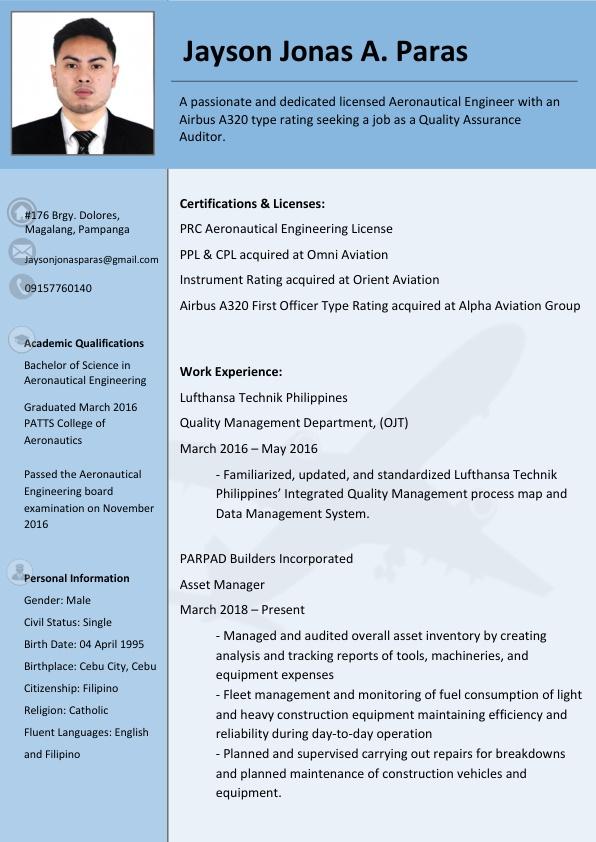 Jayson Jonas A. Paras
A passionate and dedicated licensed Aeronautical Engineer with an
Airbus A320 type rating seeking a job as a Quality Assurance
Auditor.
#176 Brgy. Dolores,
Magalang, Pampanga
Jaysonjonasparas@gmail.com
09157760140
Academic Qualifications
Bachelor of Science in
Aeronautical Engineering
Graduated March 2016
PATTS College of
Aeronautics
Passed the Aeronautical
Engineering board
examination on November
2016
Personal Information
Gender: Male
Civil Status: Single
Birth Date: 04 April 1995
Birthplace: Cebu City, Cebu
Citizenship: Filipino
Religion: Catholic
Fluent Languages: English
and Filipino
Certifications & Licenses:
PRC Aeronautical Engineering License
PPL & CPL acquired at Omni Aviation
Instrument Rating acquired at Orient Aviation
Airbus A320 First Officer Type Rating acquired at Alpha Aviation Group
Work Experience:
Lufthansa Technik Philippines
Quality Management Department, (OJT)
March 2016 – May 2016
- Familiarized, updated, and standardized Lufthansa Technik
Philippines’ Integrated Quality Management process map and
Data Management System.
PARPAD Builders Incorporated
Asset Manager
March 2018 – Present
- Managed and audited overall asset inventory by creating
analysis and tracking reports of tools, machineries, and
equipment expenses
- Fleet management and monitoring of fuel consumption of light
and heavy construction equipment maintaining efficiency and
reliability during day-to-day operation
- Planned and supervised carrying out repairs for breakdowns
and planned maintenance of construction vehicles and
equipment.